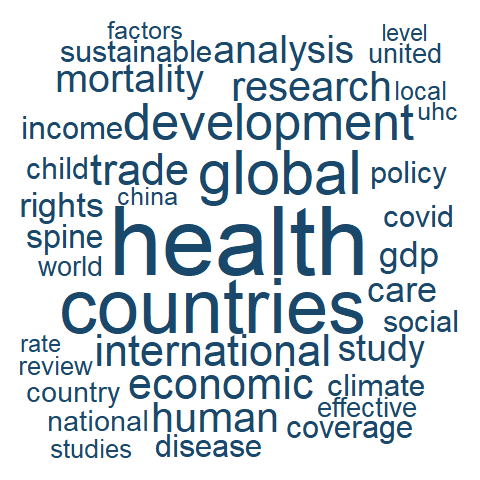 factors level
sustainable analysis united
mortality research local
income development uhc
child trade global policy
rights china covid
spine health gdp
world countries care
social
rate international study
review economic climate
country effective
national human coverage
studies disease